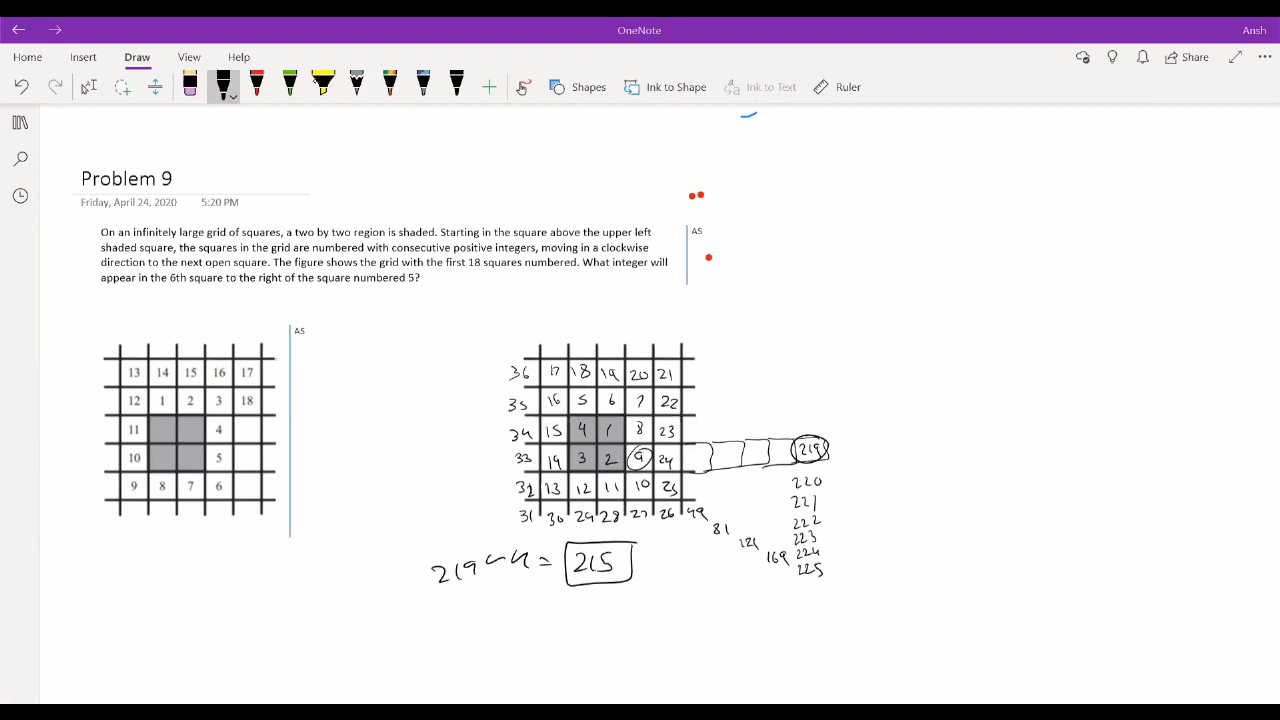 OneNote
Ansh
Home Insert Draw View Help
Share
Shapes Ink to Shape Ink to Text Ruler
Problem 9
Friday, April 24, 2020 5:20 PM
On an infinitely large grid of squares, a two by two region is shaded. Starting in the square above the upper left
shaded square, the squares in the grid are numbered with consecutive positive integers, moving in a clockwise
direction to the next open square. The figure shows the grid with the first 18 squares numbered. What integer will
appear in the 6th square to the right of the square numbered 5?
AS
AS
13 14 15 16 17
12 1 2 3 18
11 4
10 5
9 8 7 6
36 17 18 19 20 21
35 16 5 6 7 22
34 15 4 1 8 23
33 14 3 2 9 24 219
32 13 12 11 10 25
31 30 29 28 27 26 49
81
121
169
220
221
222
223
224
225
219 - 4 = 215